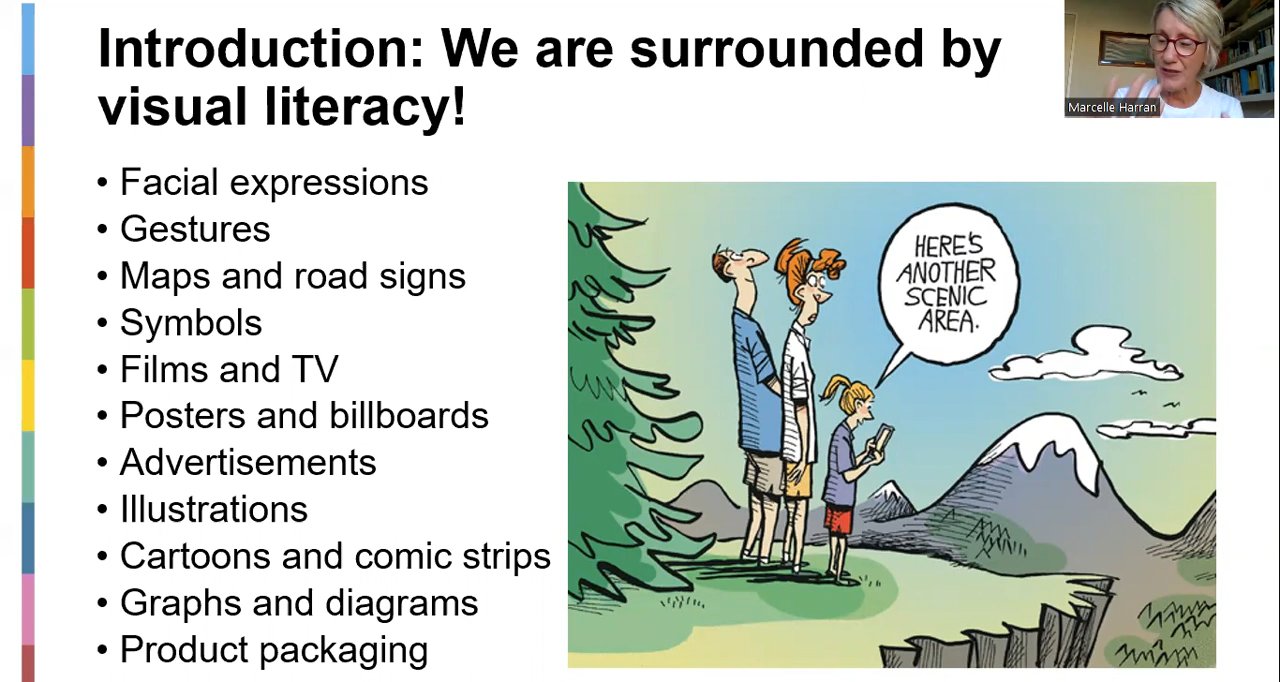 Introduction: We are surrounded by
visual literacy!
Marcelle Harran
• Facial expressions
• Gestures
• Maps and road signs
• Symbols
• Films and TV
• Posters and billboards
• Advertisements
• Illustrations
• Cartoons and comic strips
• Graphs and diagrams
• Product packaging
HERE'S
ANOTHER
SCENIC
AREA.